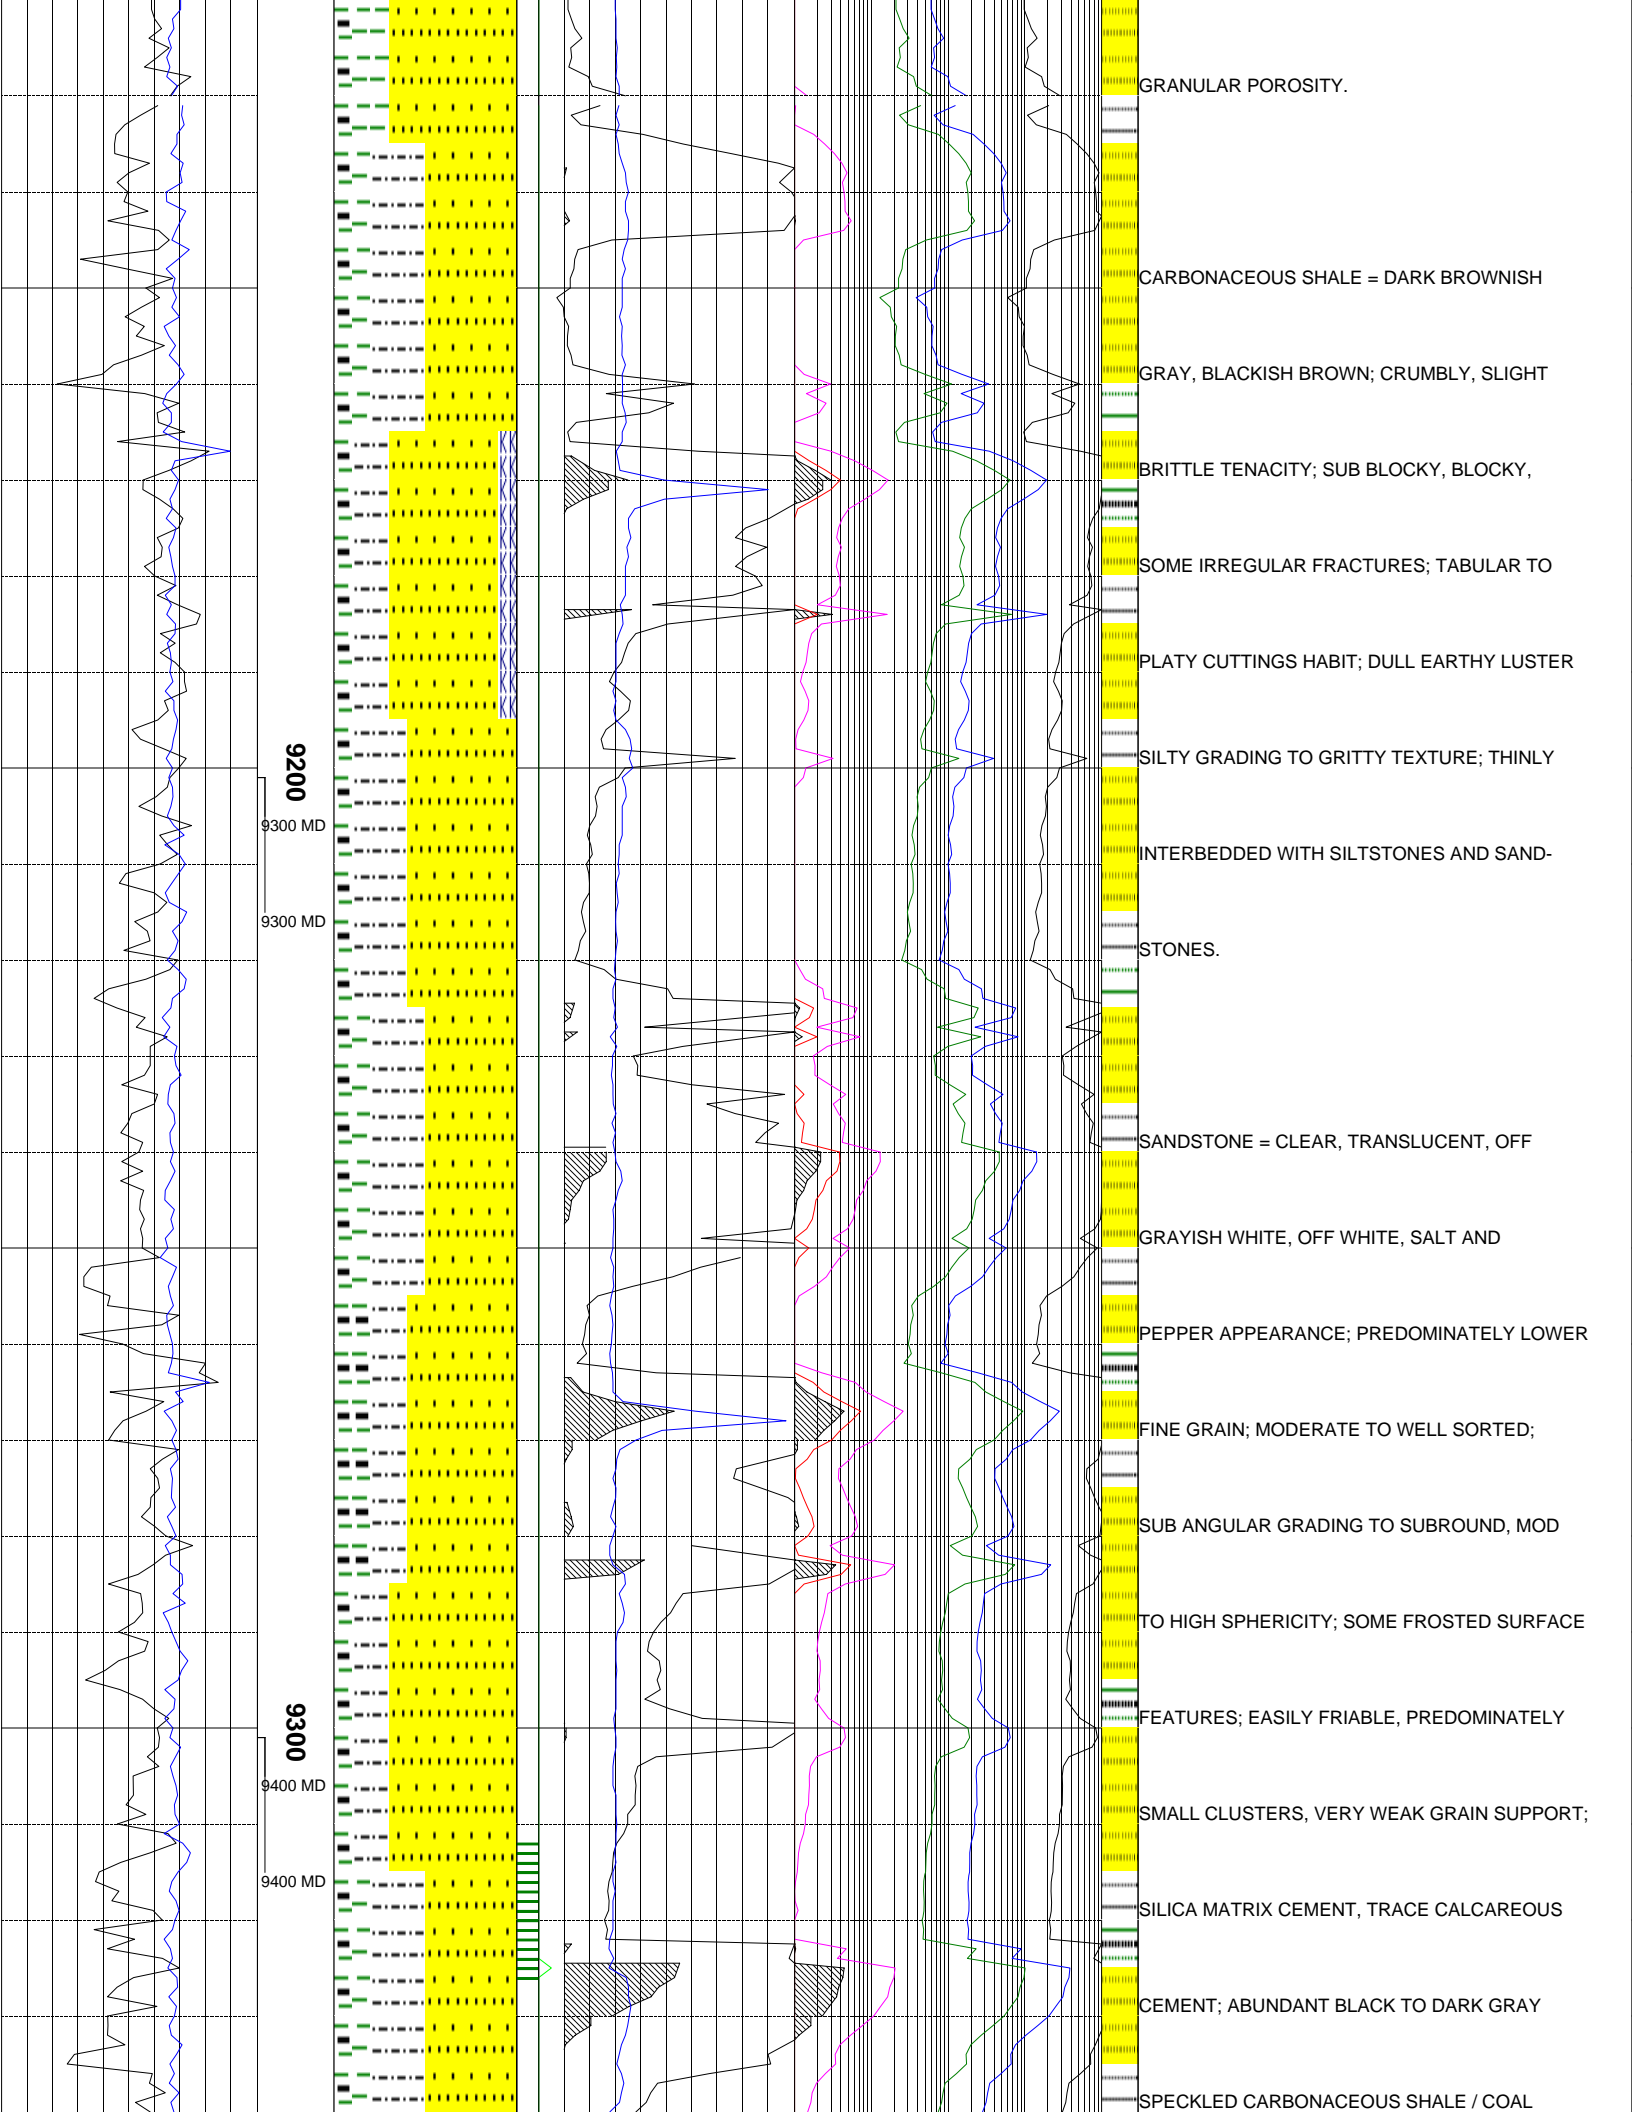 GRANULAR POROSITY.
CARBONACEOUS SHALE = DARK BROWNISH
GRAY, BLACKISH BROWN; CRUMBLY, SLIGHT
BRITTLE TENACITY; SUB BLOCKY, BLOCKY,
SOME IRREGULAR FRACTURES; TABULAR TO
PLATY CUTTINGS HABIT; DULL EARTHY LUSTER
9200
SILTY GRADING TO GRITTY TEXTURE; THINLY
9300 MD
INTERBEDDED WITH SILTSTONES AND SAND-
9300 MD
STONES.
SANDSTONE = CLEAR, TRANSLUCENT, OFF
GRAYISH WHITE, OFF WHITE, SALT AND
PEPPER APPEARANCE; PREDOMINATELY LOWER
FINE GRAIN; MODERATE TO WELL SORTED;
SUB ANGULAR GRADING TO SUBROUND, MOD
TO HIGH SPHERICITY; SOME FROSTED SURFACE
9300
FEATURES; EASILY FRIABLE, PREDOMINATELY
9400 MD
SMALL CLUSTERS, VERY WEAK GRAIN SUPPORT;
9400 MD
SILICA MATRIX CEMENT, TRACE CALCAREOUS
CEMENT; ABUNDANT BLACK TO DARK GRAY
SPECKLED CARBONACEOUS SHALE / COAL